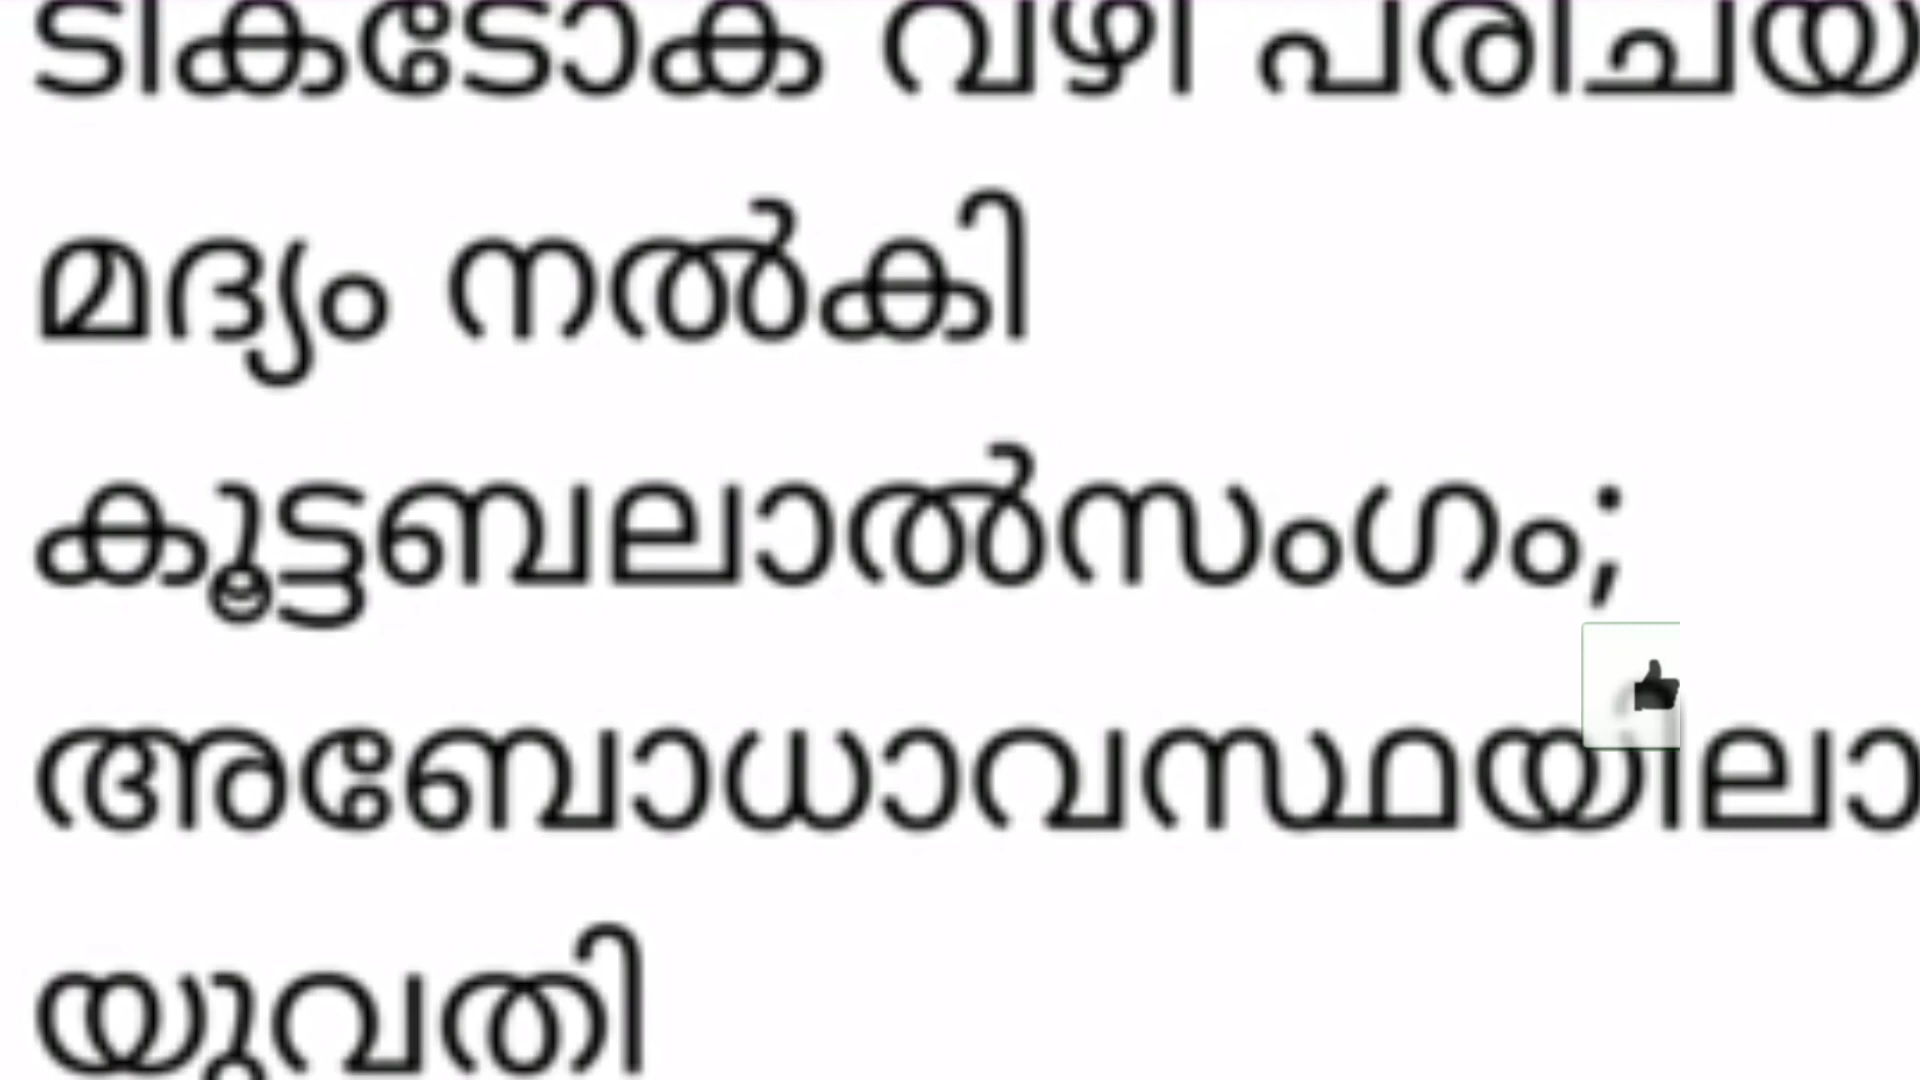 ടിക്ടോക് വഴി പരിചയ
മദ്യം നൽകി
കൂട്ടബലാൽസംഗം;
അബോധാവസ്ഥയിലാ
യുവതി